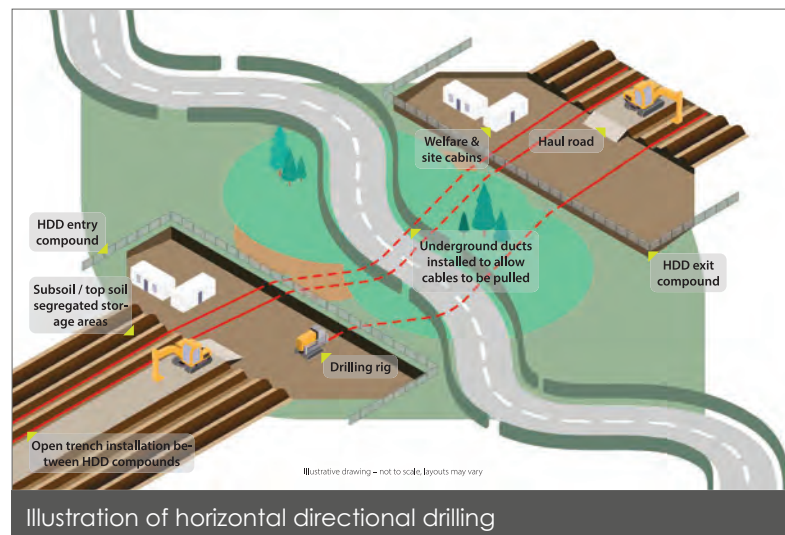 Welfare &
site cabins
Haul road
HDD entry
compound
Underground ducts
installed to allow
cables to be pulled
HDD exit
compound
Subsoil / top soil
segregated stor-
age areas
Drilling rig
Open trench installation be-
tween HDD compounds
Illustrative drawing – not to scale, layouts may vary
Illustration of horizontal directional drilling